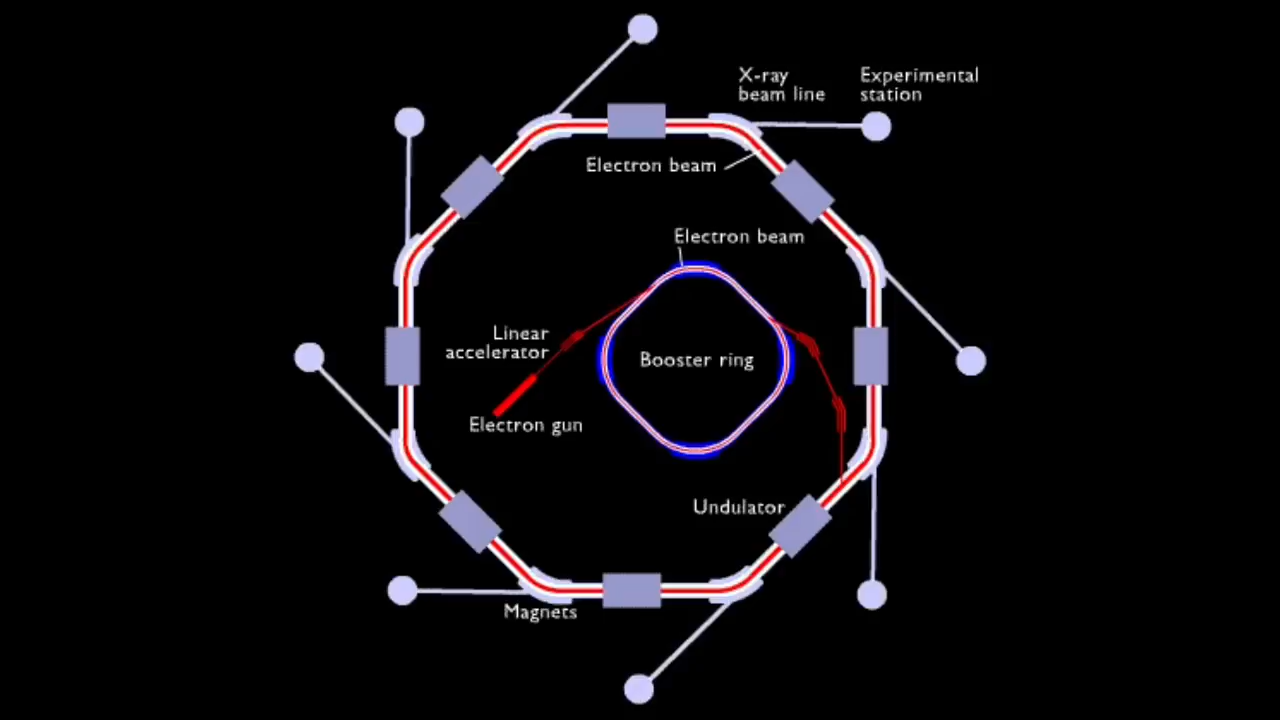 X-ray
beam line
Experimental
station
Electron beam
Electron beam
Linear
accelerator
Booster ring
Electron gun
Undulator
Magnets